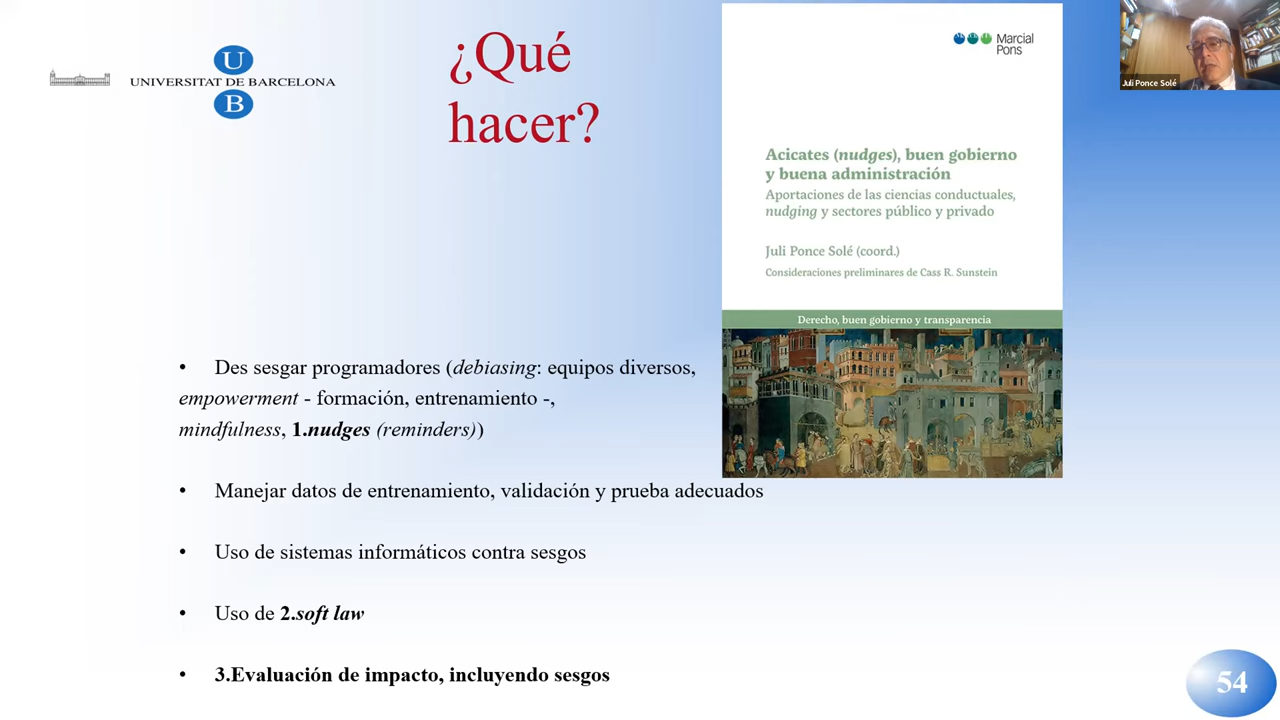 U
UNIVERSITAT DE BARCELONA
B
¿Qué
hacer?
Marcial
Pons
Acicates (nudges), buen gobierno
y buena administración
Aportaciones de las ciencias conductuales,
nudging y sectores público y privado
Juli Ponce Solé (coord.)
Consideraciones preliminares de Cass R. Sunstein
Derecho, buen gobierno y transparencia
Juli Ponce Solé
• Des sesgar programadores (debiasing: equipos diversos,
empowerment - formación, entrenamiento -,
mindfulness, 1.nudges (reminders))
• Manejar datos de entrenamiento, validación y prueba adecuados
• Uso de sistemas informáticos contra sesgos
• Uso de 2.soft law
• 3.Evaluación de impacto, incluyendo sesgos
54